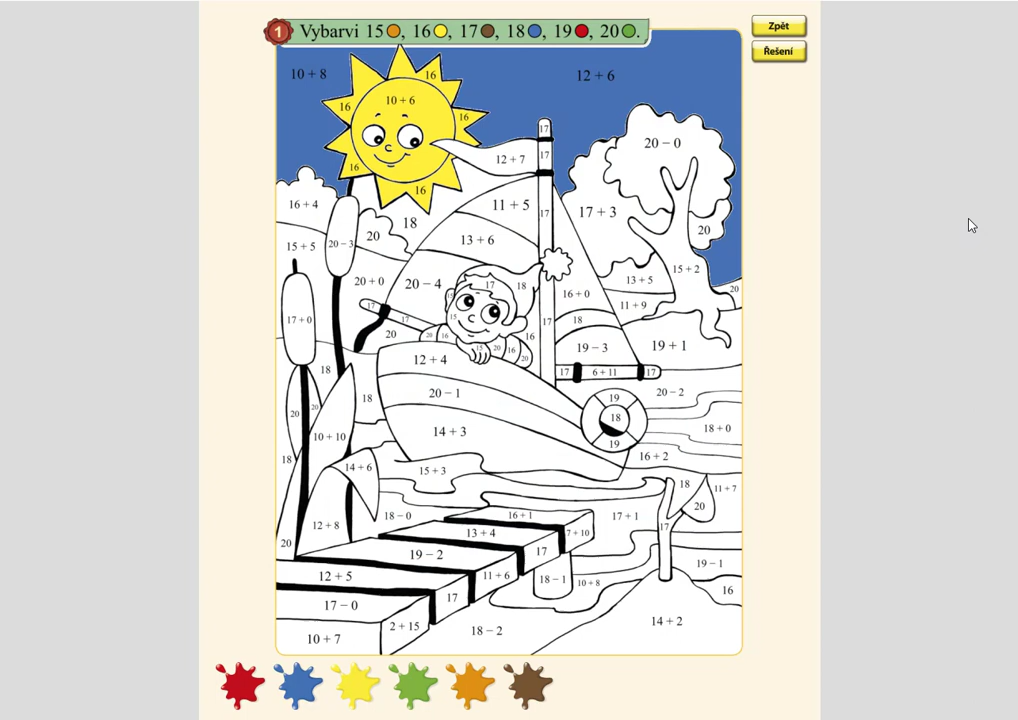 1 Vybarvi 15, 16, 17, 18, 19, 20.
Zpět
Řešení
10 + 8
16
12 + 6
10 + 6
16
16
17
20 − 0
17
12 + 7
16
16
16 + 4
11 + 5
17 + 3
17
18
20
20
15 + 5
20 − 3
13 + 6
15 + 2
13 + 5
20 + 0
20 − 4
17
18
16 + 0
20
11 + 9
17
17
15
17 + 0
17
18
20
20
16
16
19 − 3
19 + 1
15
20
16
20
12 + 4
18
17
6 + 11
17
20 − 1
20 − 2
18
19
20
20
18
14 + 3
18 + 0
10 + 10
19
18
16 + 2
14 + 6
15 + 3
18
11 + 7
20
18 − 0
16 + 1
17 + 1
12 + 8
17
13 + 4
7 + 10
20
19 − 2
17
19 − 1
12 + 5
11 + 6
18 − 1
10 + 8
16
17 − 0
17
14 + 2
2 + 15
18 − 2
10 + 7